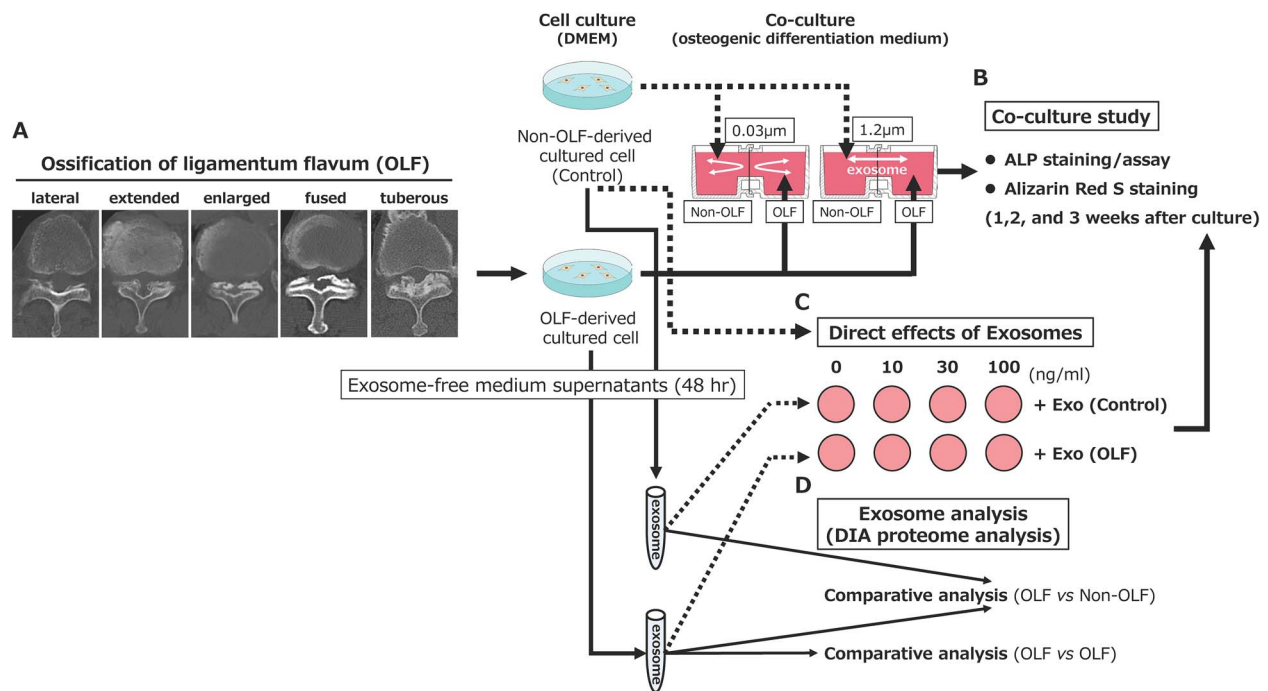 Cell culture
(DMEM)
Co-culture
(osteogenic differentiation medium)
B
Co-culture study
● ALP staining/assay
● Alizarin Red S staining
(1,2, and 3 weeks after culture)
A
Ossification of ligamentum flavum (OLF)
lateral
extended
enlarged
fused
tuberous
Non-OLF-derived
cultured cell
(Control)
0.03μm
1.2μm
exosome
Non-OLF
OLF
Non-OLF
OLF
OLF-derived
cultured cell
Exosome-free medium supernatants (48 hr)
C
Direct effects of Exosomes
0
10
30
100
(ng/ml)
+ Exo (Control)
+ Exo (OLF)
D
Exosome analysis
(DIA proteome analysis)
exosome
exosome
Comparative analysis (OLF vs Non-OLF)
Comparative analysis (OLF vs OLF)